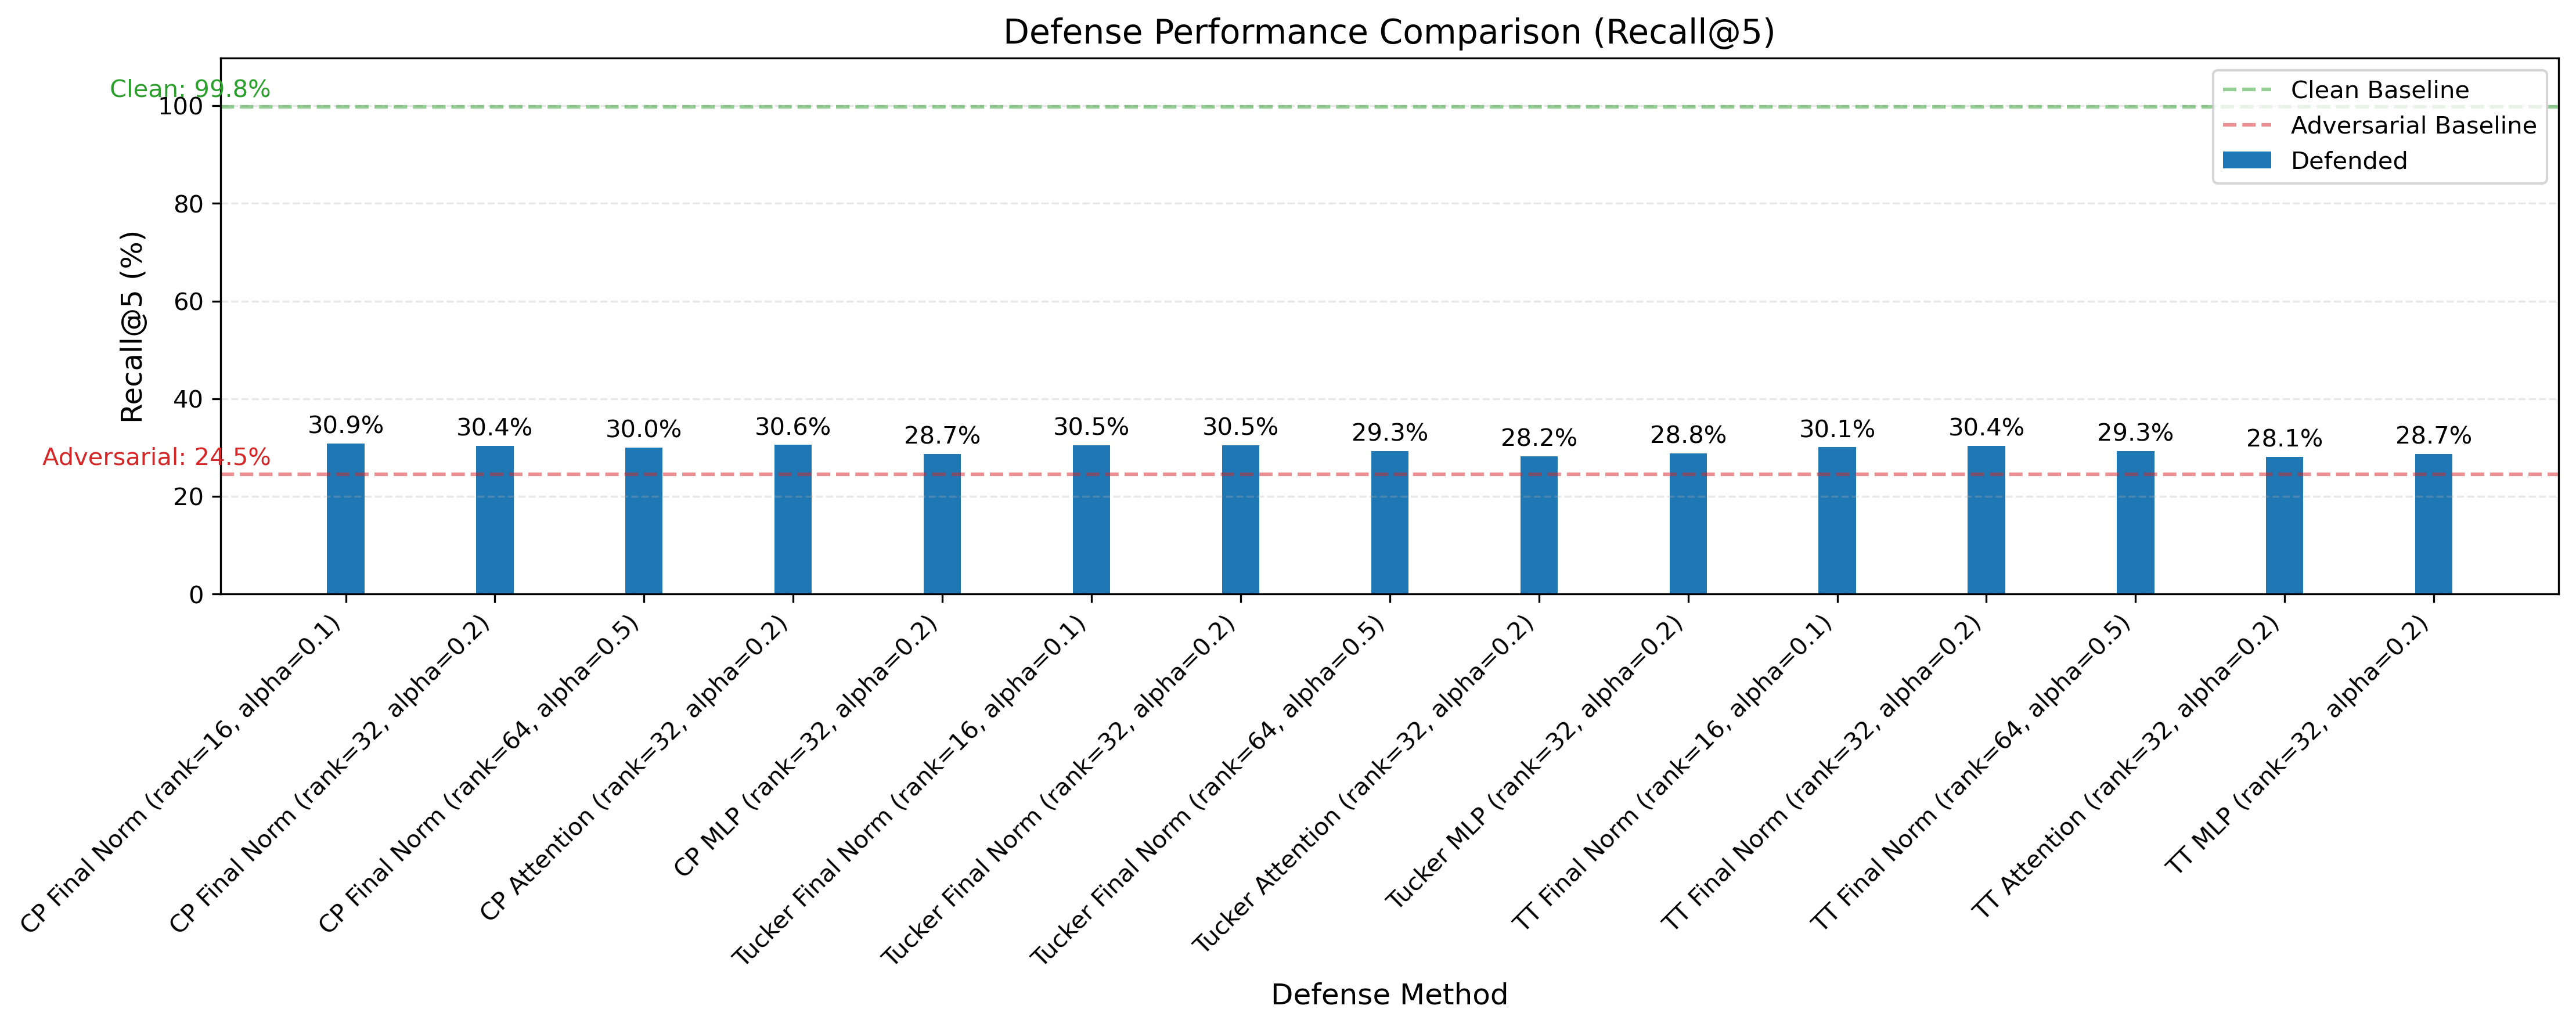 Defense Performance Comparison (Recall@5)
Clean: 99.8%
Adversarial: 24.5%
Recall@5 (%)
100
80
60
40
20
0
Clean Baseline
Adversarial Baseline
Defended
30.9%
30.4%
30.0%
30.6%
28.7%
30.5%
30.5%
29.3%
28.2%
28.8%
30.1%
30.4%
29.3%
28.1%
28.7%
CP Final Norm (rank=16, alpha=0.1)
CP Final Norm (rank=32, alpha=0.2)
CP Final Norm (rank=64, alpha=0.5)
CP Attention (rank=32, alpha=0.2)
CP MLP (rank=32, alpha=0.2)
Tucker Final Norm (rank=16, alpha=0.1)
Tucker Final Norm (rank=32, alpha=0.2)
Tucker Final Norm (rank=64, alpha=0.5)
Tucker Attention (rank=32, alpha=0.2)
Tucker MLP (rank=32, alpha=0.2)
TT Final Norm (rank=16, alpha=0.1)
TT Final Norm (rank=32, alpha=0.2)
TT Final Norm (rank=64, alpha=0.5)
TT Attention (rank=32, alpha=0.2)
TT MLP (rank=32, alpha=0.2)
Defense Method